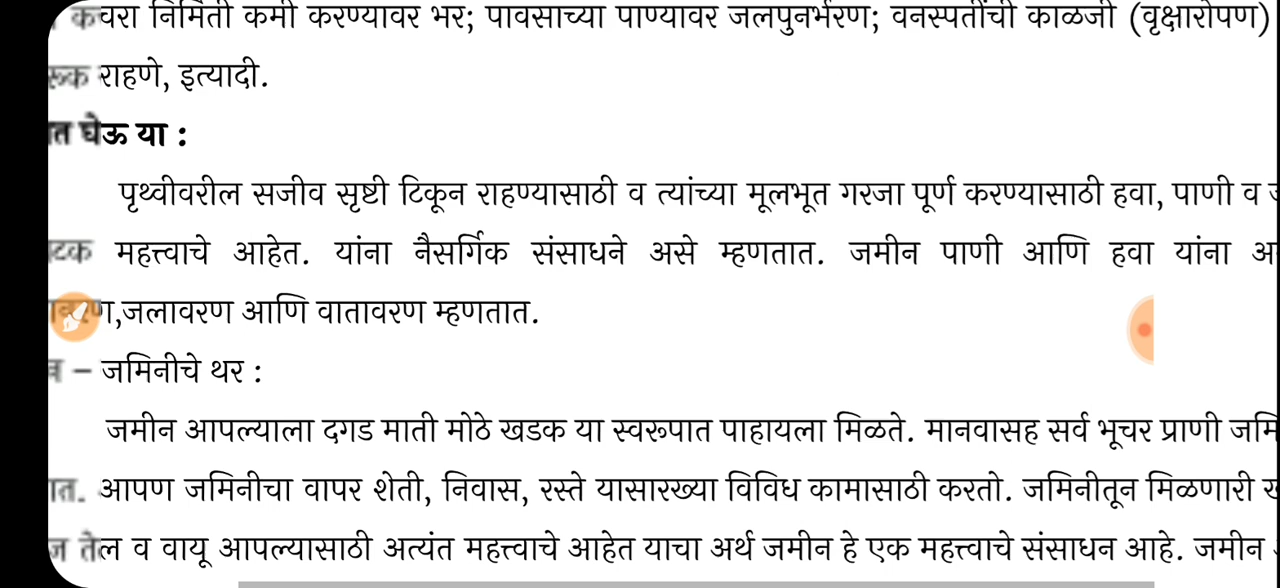 कचरा निर्मिती कमी करण्यावर भर; पावसाच्या पाण्यावर जलपुनर्भरण; वनस्पतींची काळजी (वृक्षारोपण)
राहणे, इत्यादी.
घेऊ या :
पृथ्वीवरील सजीव सृष्टी टिकून राहण्यासाठी व त्यांच्या मूलभूत गरजा पूर्ण करण्यासाठी हवा, पाणी व
महत्त्वाचे आहेत. यांना नैसर्गिक संसाधने असे म्हणतात. जमीन पाणी आणि हवा यांना
जलावरण आणि वातावरण म्हणतात.
– जमिनीचे थर :
जमीन आपल्याला दगड माती मोठे खडक या स्वरूपात पाहायला मिळते. मानवासह सर्व भूचर प्राणी
आपण जमिनीचा वापर शेती, निवास, रस्ते यासारख्या विविध कामासाठी करतो. जमिनीतून मिळणारी
तेल व वायू आपल्यासाठी अत्यंत महत्त्वाचे आहेत याचा अर्थ जमीन हे एक महत्त्वाचे संसाधन आहे. जमीन